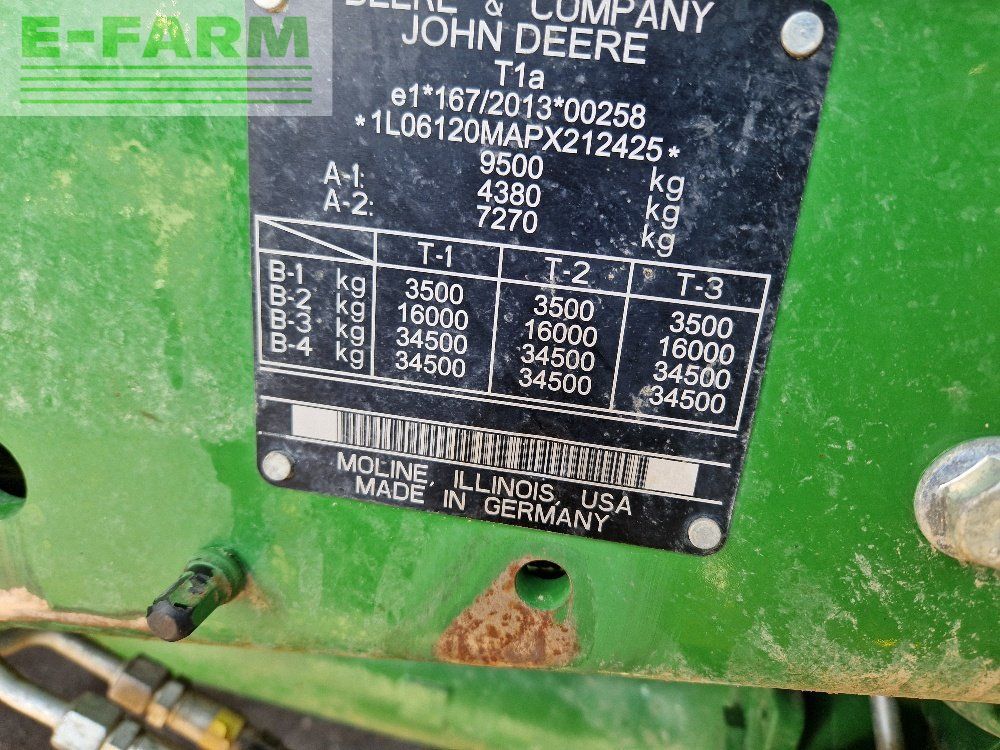 E-FARM
DEERE & COMPANY
JOHN DEERE
T1a
e1*167/2013*00258
*1L06120MAPX212425*
9500 kg
A-1: 4380 kg
A-2: 7270 kg
T-1 T-2 T-3
B-1 kg 3500 3500 3500
B-2 kg 16000 16000 16000
B-3 kg 34500 34500 34500
B-4 kg 34500 34500 34500
MOLINE, ILLINOIS, USA
MADE IN GERMANY